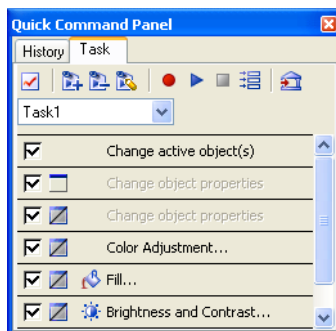 Quick Command Panel
History Task
Task1
Change active object(s)
Change object properties
Change object properties
Color Adjustment...
Fill...
Brightness and Contrast...